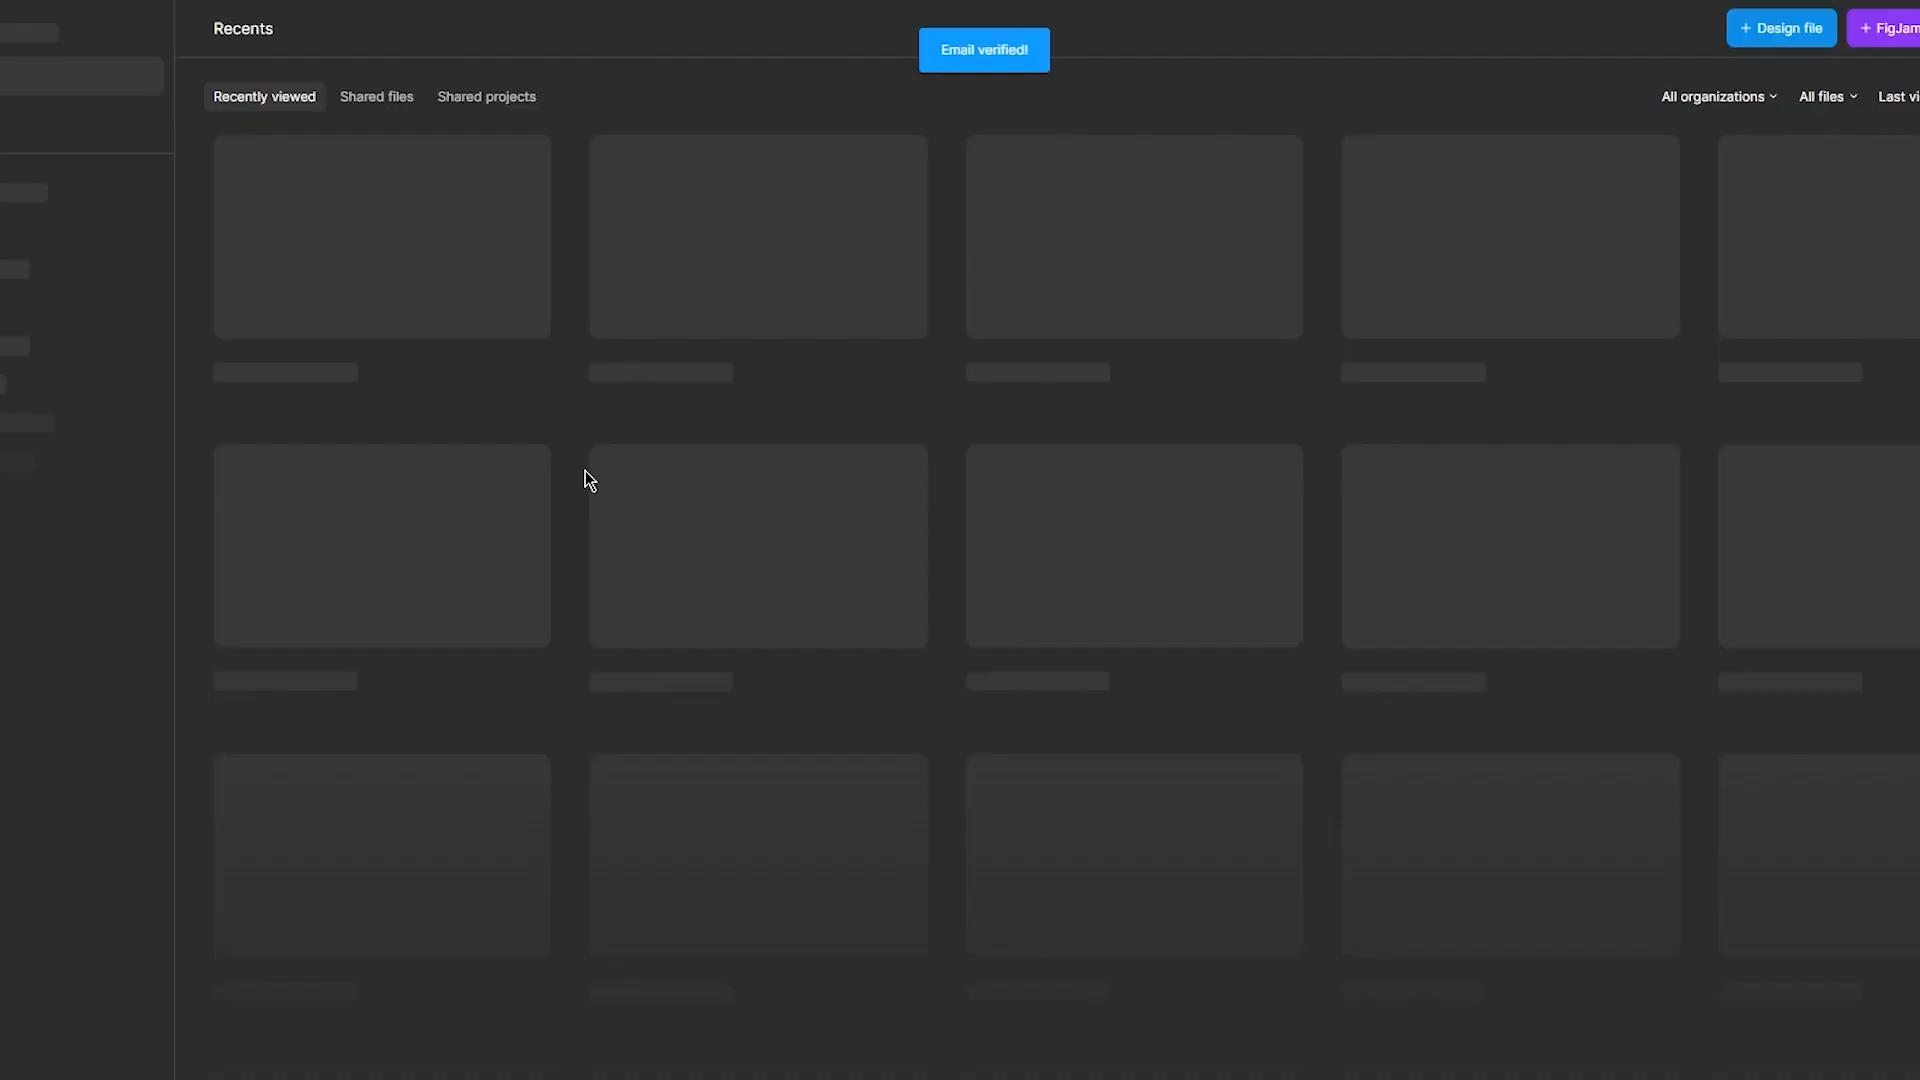 Recents
Email verified!
+ Design file
+ FigJam
Recently viewed
Shared files
Shared projects
All organizations
All files
Last vi